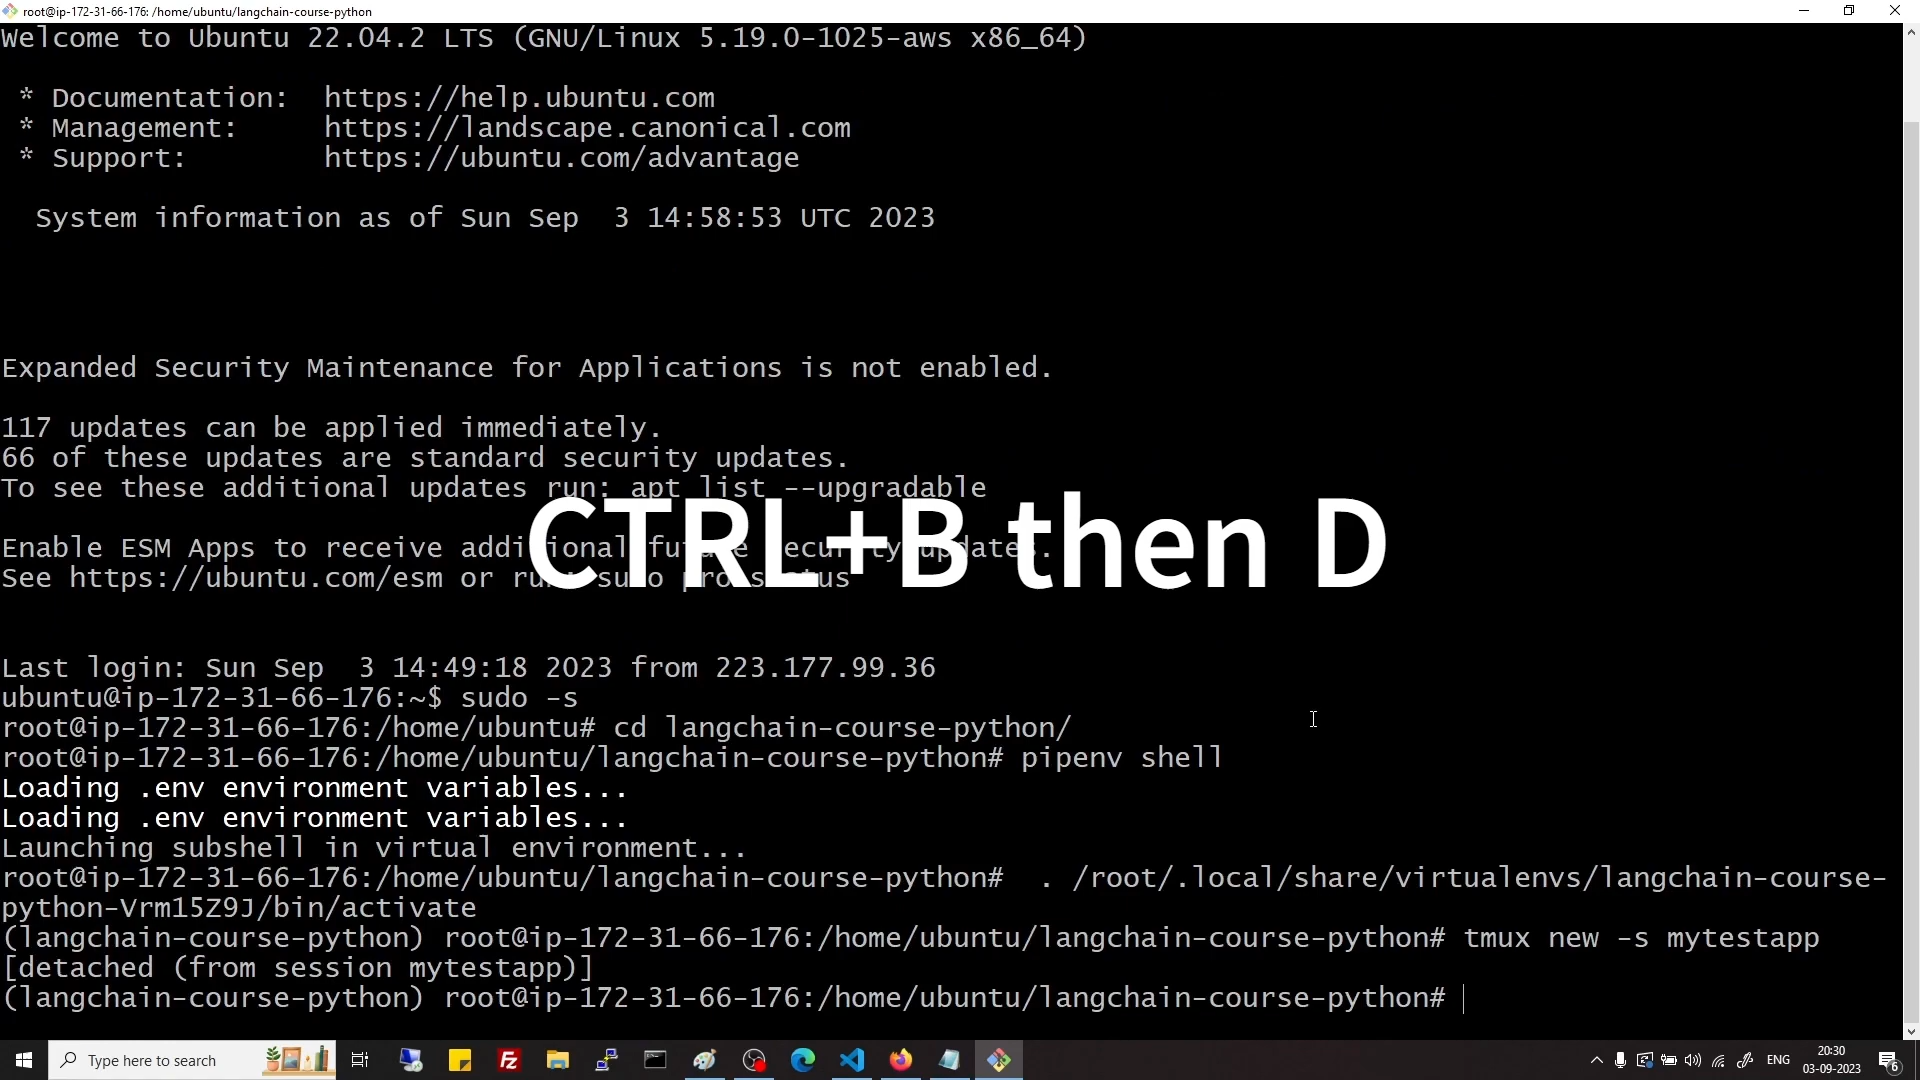 root@ip-172-31-66-176: /home/ubuntu/langchain-course-python
Welcome to Ubuntu 22.04.2 LTS (GNU/Linux 5.19.0-1025-aws x86_64)
* Documentation:  https://help.ubuntu.com
* Management:     https://landscape.canonical.com
* Support:        https://ubuntu.com/advantage
System information as of Sun Sep  3 14:58:53 UTC 2023
Expanded Security Maintenance for Applications is not enabled.
117 updates can be applied immediately.
66 of these updates are standard security updates.
To see these additional updates run: apt list --upgradable
CTRL+B then D
Enable ESM Apps to receive additional future security updates.
See https://ubuntu.com/esm or run: sudo pro status
Last login: Sun Sep  3 14:49:18 2023 from 223.177.99.36
ubuntu@ip-172-31-66-176:~$ sudo -s
root@ip-172-31-66-176:/home/ubuntu# cd langchain-course-python/
root@ip-172-31-66-176:/home/ubuntu/langchain-course-python# pipenv shell
Loading .env environment variables...
Loading .env environment variables...
Launching subshell in virtual environment...
root@ip-172-31-66-176:/home/ubuntu/langchain-course-python#  . /root/.local/share/virtualenvs/langchain-course-
python-Vrm15Z9J/bin/activate
(langchain-course-python) root@ip-172-31-66-176:/home/ubuntu/langchain-course-python# tmux new -s mytestapp
[detached (from session mytestapp)]
(langchain-course-python) root@ip-172-31-66-176:/home/ubuntu/langchain-course-python#
Type here to search
ENG
20:30
03-09-2023
6